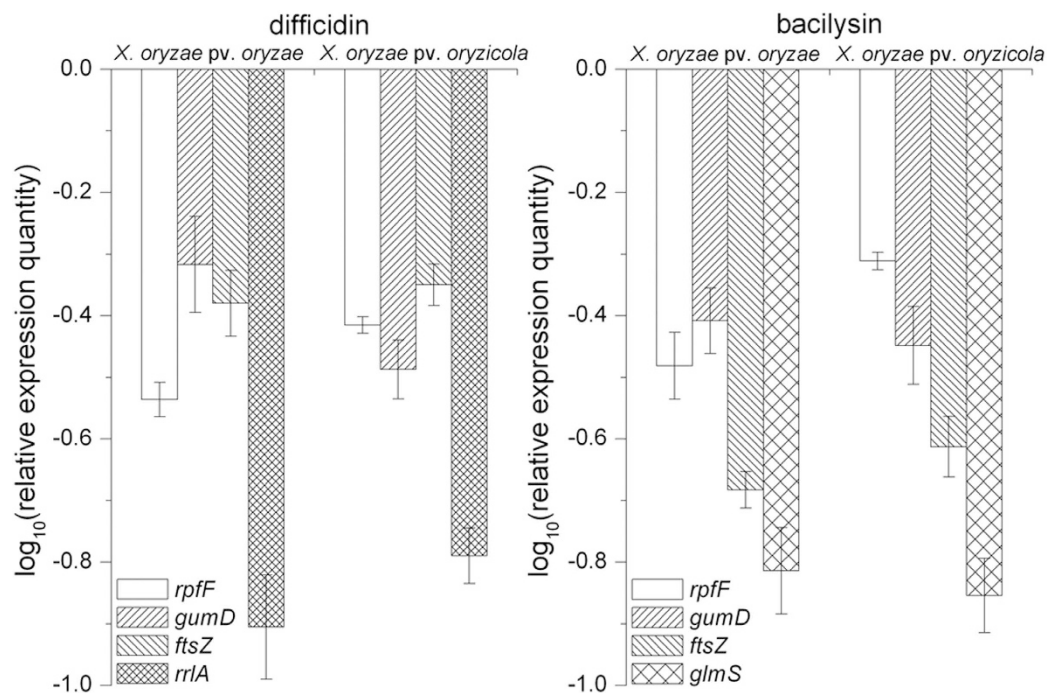 difficidin
X. oryzae pv. oryzae X. oryzae pv. oryzicola
0.0
-0.2
-0.4
-0.6
-0.8
-1.0
log10(relative expression quantity)
rpfF
gumD
ftsZ
rrlA
bacilysin
X. oryzae pv. oryzae X. oryzae pv. oryzicola
0.0
-0.2
-0.4
-0.6
-0.8
-1.0
log10(relative expression quantity)
rpfF
gumD
ftsZ
glmS